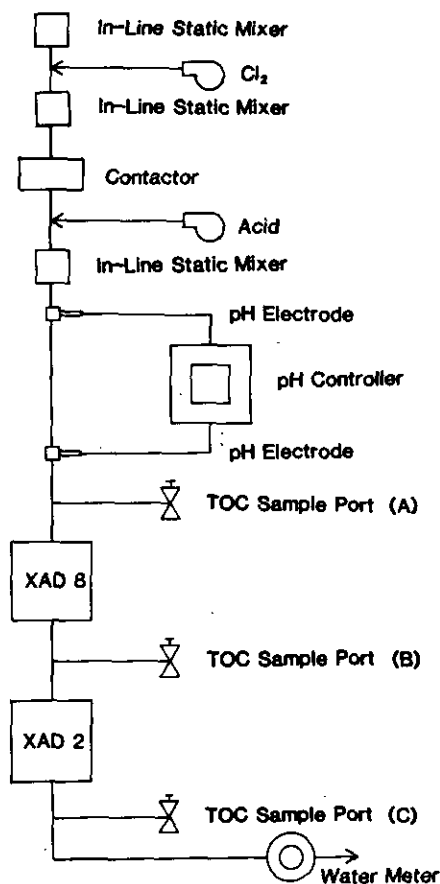 In-Line Static Mixer
Cl₂
In-Line Static Mixer
Contactor
Acid
In-Line Static Mixer
pH Electrode
pH Controller
pH Electrode
TOC Sample Port (A)
XAD 8
TOC Sample Port (B)
XAD 2
TOC Sample Port (C)
Water Meter